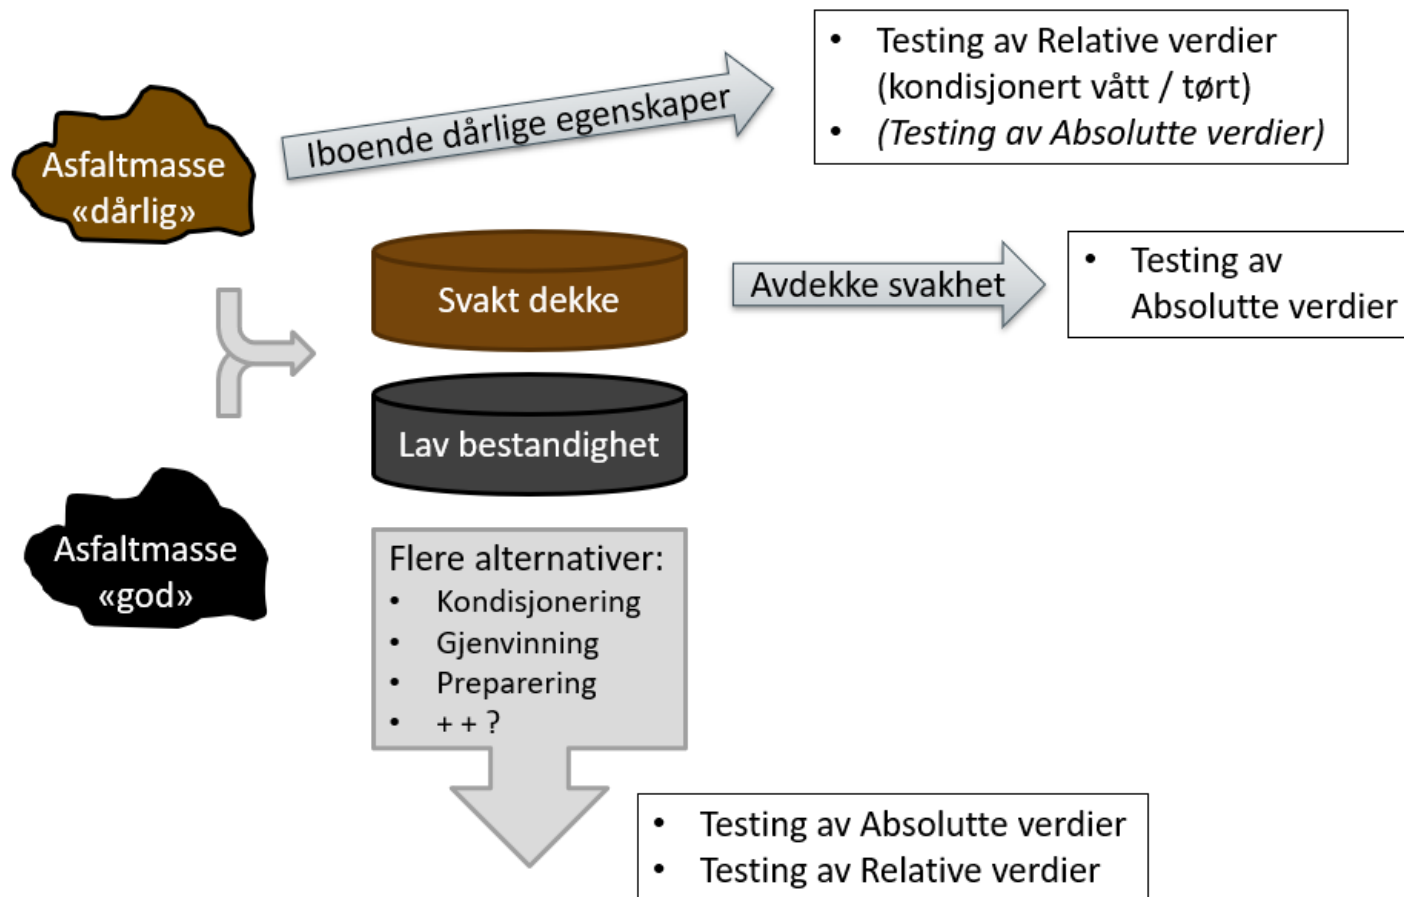 Asfaltmasse
«dårlig»
Iboende dårlige egenskaper
• Testing av Relative verdier
(kondisjonert vått / tørt)
• (Testing av Absolutte verdier)
Svakt dekke
Avdekke svakhet
• Testing av
Absolutte verdier
Lav bestandighet
Asfaltmasse
«god»
Flere alternativer:
• Kondisjonering
• Gjenvinning
• Preparering
• + + ?
• Testing av Absolutte verdier
• Testing av Relative verdier